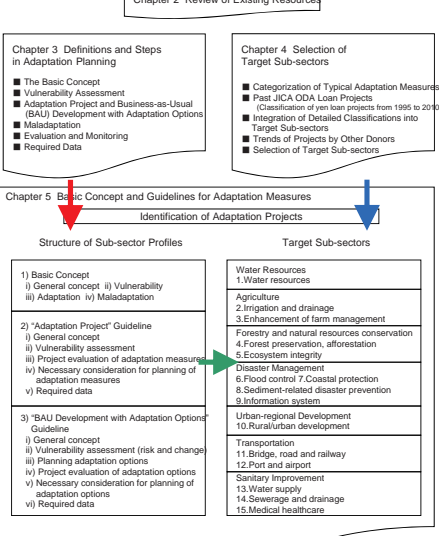 Chapter 2 Review of Existing Resources
Chapter 3 Definitions and Steps
in Adaptation Planning
■ The Basic Concept
■ Vulnerability Assessment
■ Adaptation Project and Business-as-Usual
(BAU) Development with Adaptation Options
■ Maladaptation
■ Evaluation and Monitoring
■ Required Data
Chapter 4 Selection of
Target Sub-sectors
■ Categorization of Typical Adaptation Measures
■ Past JICA ODA Loan Projects
(Classification of yen loan projects from 1995 to 2010)
■ Integration of Detailed Classifications into
Target Sub-sectors
■ Trends of Projects by Other Donors
■ Selection of Target Sub-sectors
Chapter 5 Basic Concept and Guidelines for Adaptation Measures
Identification of Adaptation Projects
Structure of Sub-sector Profiles
1) Basic Concept
i) General concept ii) Vulnerability
iii) Adaptation iv) Maladaptation
2) “Adaptation Project” Guideline
i) General concept
ii) Vulnerability assessment
iii) Project evaluation of adaptation measures
iv) Necessary consideration for planning of
adaptation measures
v) Required data
3) “BAU Development with Adaptation Options”
Guideline
i) General concept
ii) Vulnerability assessment (risk and change)
iii) Planning adaptation options
iv) Project evaluation of adaptation options
v) Necessary consideration for planning of
adaptation options
vi) Required data
Target Sub-sectors
Water Resources
1.Water resources
Agriculture
2.Irrigation and drainage
3.Enhancement of farm management
Forestry and natural resources conservation
4.Forest preservation, afforestation
5.Ecosystem integrity
Disaster Management
6.Flood control 7.Coastal protection
8.Sediment-related disaster prevention
9.Information system
Urban-regional Development
10.Rural/urban development
Transportation
11.Bridge, road and railway
12.Port and airport
Sanitary Improvement
13.Water supply
14.Sewerage and drainage
15.Medical healthcare